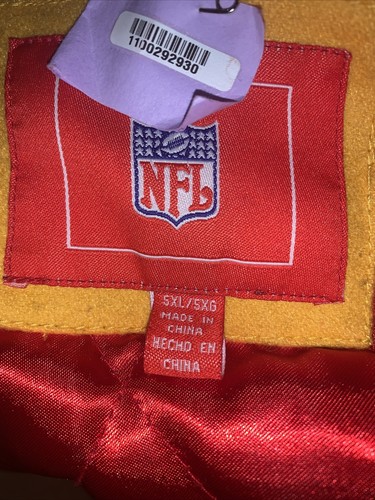 1100292930
NFL
5XL/5XG
MADE IN
CHINA
HECHO EN
CHINA